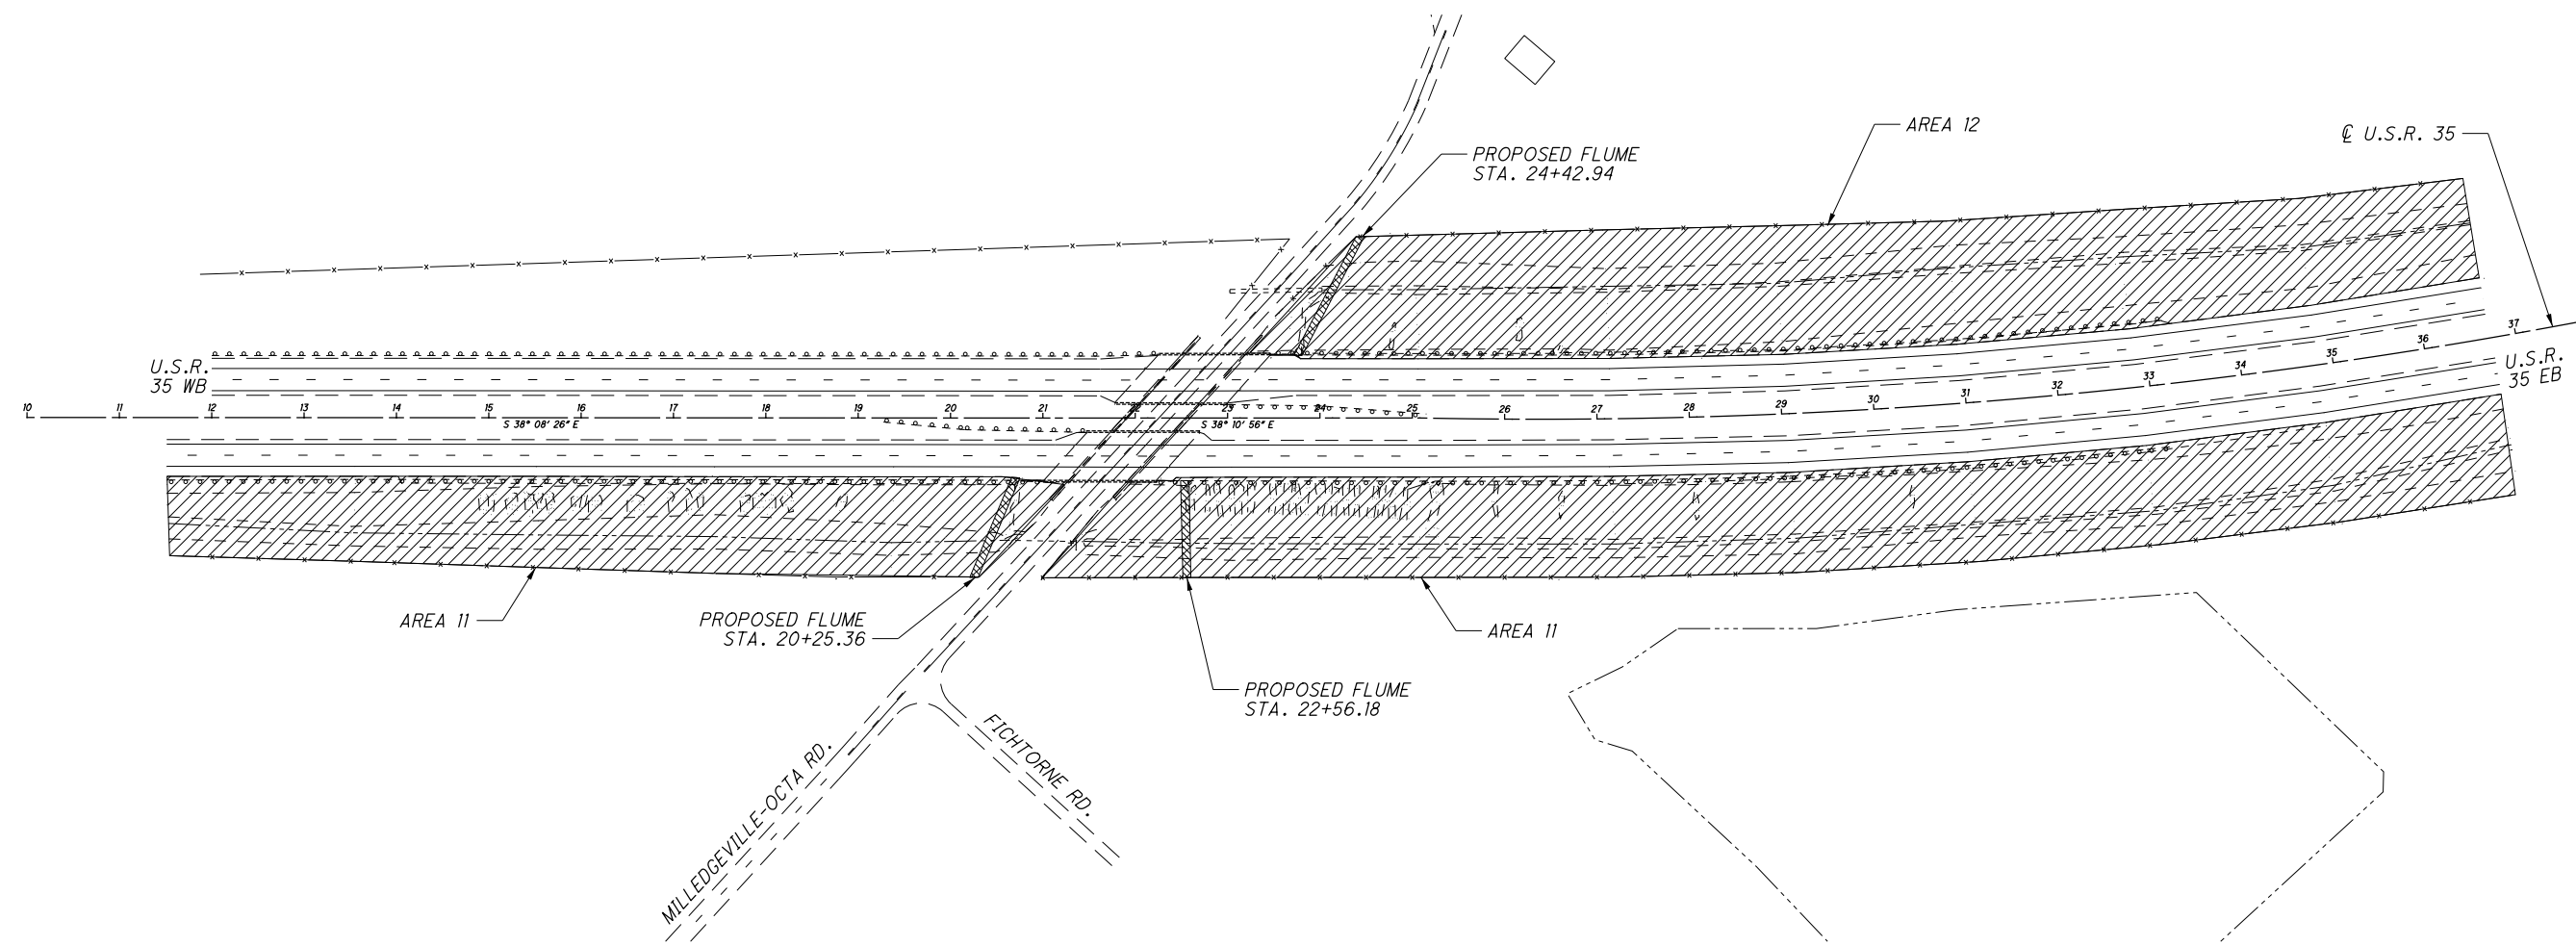 AREA 12
℄ U.S.R. 35
PROPOSED FLUME
STA. 24+42.94
U.S.R.
35 WB
10 11 12 13 14 15 16 17 18 19 20 21 22 23 24 25 26 27 28 29 30 31 32 33 34 35 36 37
S 38° 08' 26" E
S 38° 10' 56" E
U.S.R.
35 EB
AREA 11
PROPOSED FLUME
STA. 20+25.36
AREA 11
PROPOSED FLUME
STA. 22+56.18
FICHTORNE RD.
MILLEDGEVILLE-OCTA RD.